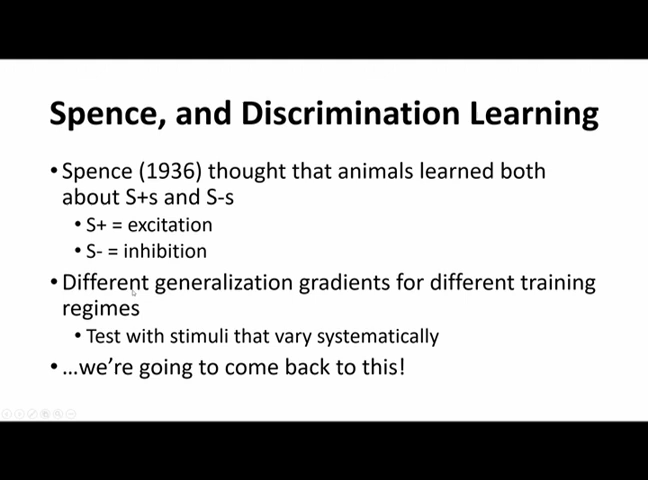 Spence, and Discrimination Learning
• Spence (1936) thought that animals learned both
about S+s and S-s
• S+ = excitation
• S- = inhibition
• Different generalization gradients for different training
regimes
• Test with stimuli that vary systematically
• …we're going to come back to this!